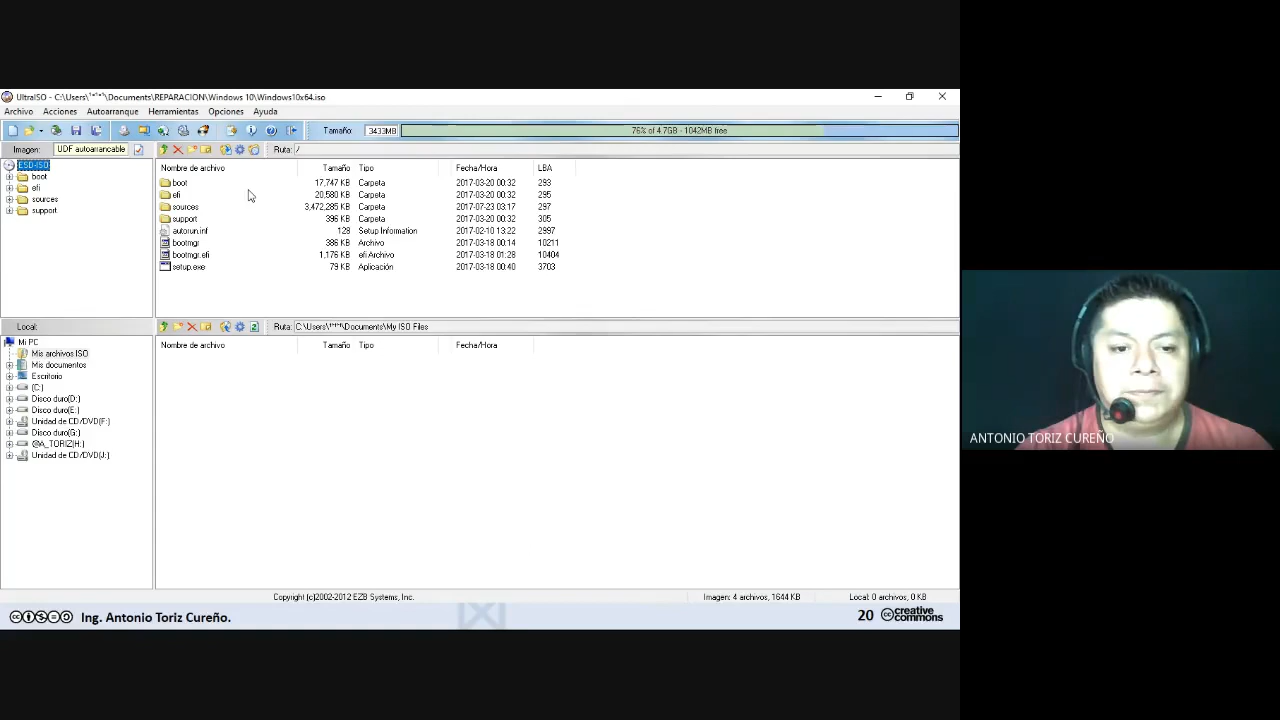 UltraISO - C:\Users\˟*°*˟\Documents\REPARACION\Windows 10\Windows10x64.iso
Archivo Acciones Autoarranque Herramientas Opciones Ayuda
Tamaño: 3433MB 76% of 4.7GB - 1042MB free
Imagen: UDF autoarrancable Ruta: /
ESD-ISO
boot
efi
sources
support
Nombre de archivo Tamaño Tipo Fecha/Hora LBA
boot 17,747 KB Carpeta 2017-03-20 00:32 293
efi 20,580 KB Carpeta 2017-03-20 00:32 295
sources 3,472,285 KB Carpeta 2017-07-23 03:17 297
support 396 KB Carpeta 2017-03-20 00:32 305
autorun.inf 128 Setup Information 2017-02-10 13:22 2997
bootmgr 386 KB Archivo 2017-03-18 00:14 10211
bootmgr.efi 1,176 KB efi Archivo 2017-03-18 01:28 10404
setup.exe 79 KB Aplicación 2017-03-18 00:40 3703
Local: Ruta: C:\Users\˟*°*˟\Documents\My ISO Files
Mi PC
Mis archivos ISO
Mis documentos
Escritorio
(C:)
Disco duro(D:)
Disco duro(E:)
Unidad de CD/DVD(F:)
Disco duro(G:)
@A_TORIZ(H:)
Unidad de CD/DVD(J:)
Nombre de archivo Tamaño Tipo Fecha/Hora
Copyright (c)2002-2012 EZB Systems, Inc. Imagen: 4 archivos, 1644 KB Local: 0 archivos, 0 KB
Ing. Antonio Toriz Cureño. 20 creative commons
ANTONIO TORIZ CUREÑO